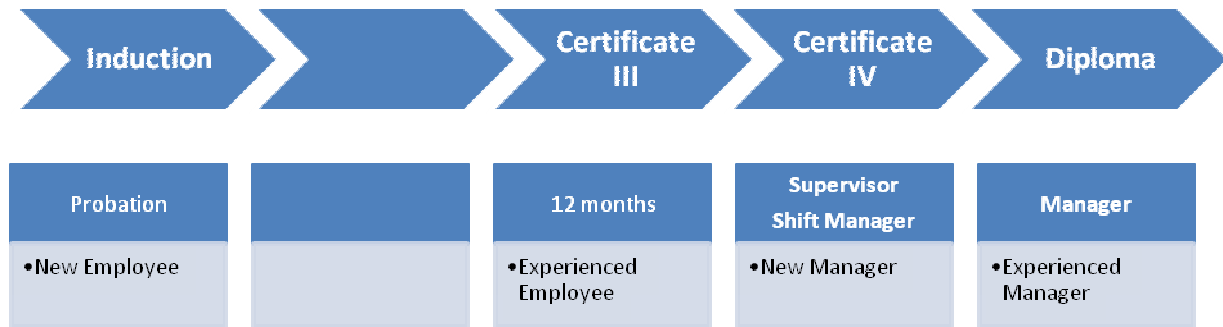 Induction
Certificate
III
Certificate
IV
Diploma
Probation
12 months
Supervisor
Shift Manager
Manager
•New Employee
•Experienced
Employee
•New Manager
•Experienced
Manager